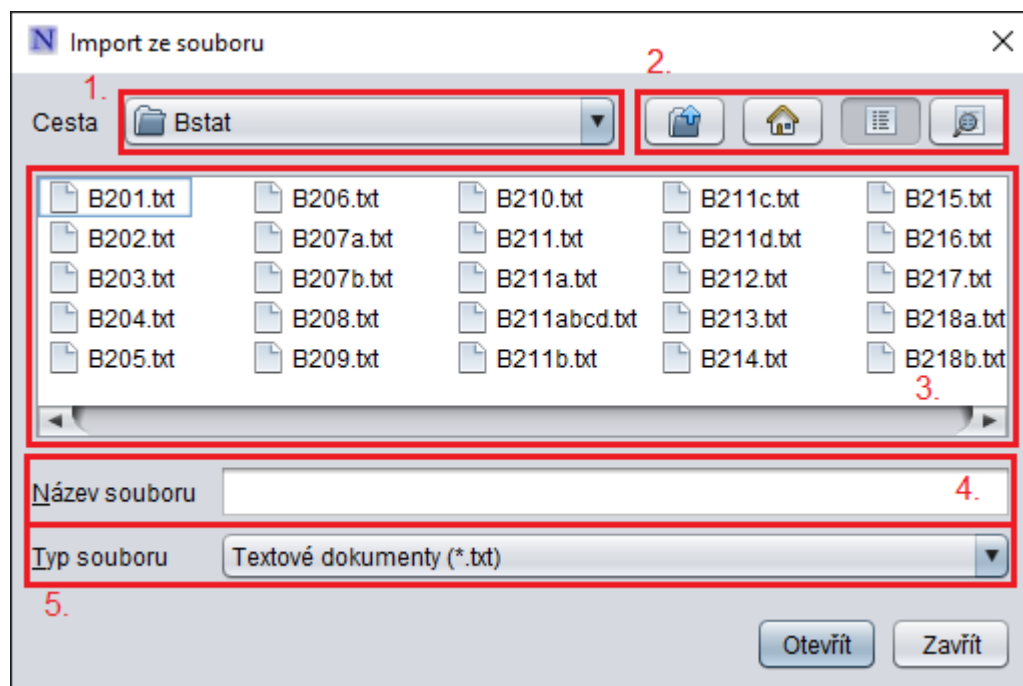 N Import ze souboru
1.
2.
Cesta Bstat
B201.txt B206.txt B210.txt B211c.txt B215.txt
B202.txt B207a.txt B211.txt B211d.txt B216.txt
B203.txt B207b.txt B211a.txt B212.txt B217.txt
B204.txt B208.txt B211abcd.txt B213.txt B218a.txt
B205.txt B209.txt B211b.txt B214.txt B218b.txt
3.
Název souboru
4.
Typ souboru Textové dokumenty (*.txt)
5.
Otevřít Zavřít